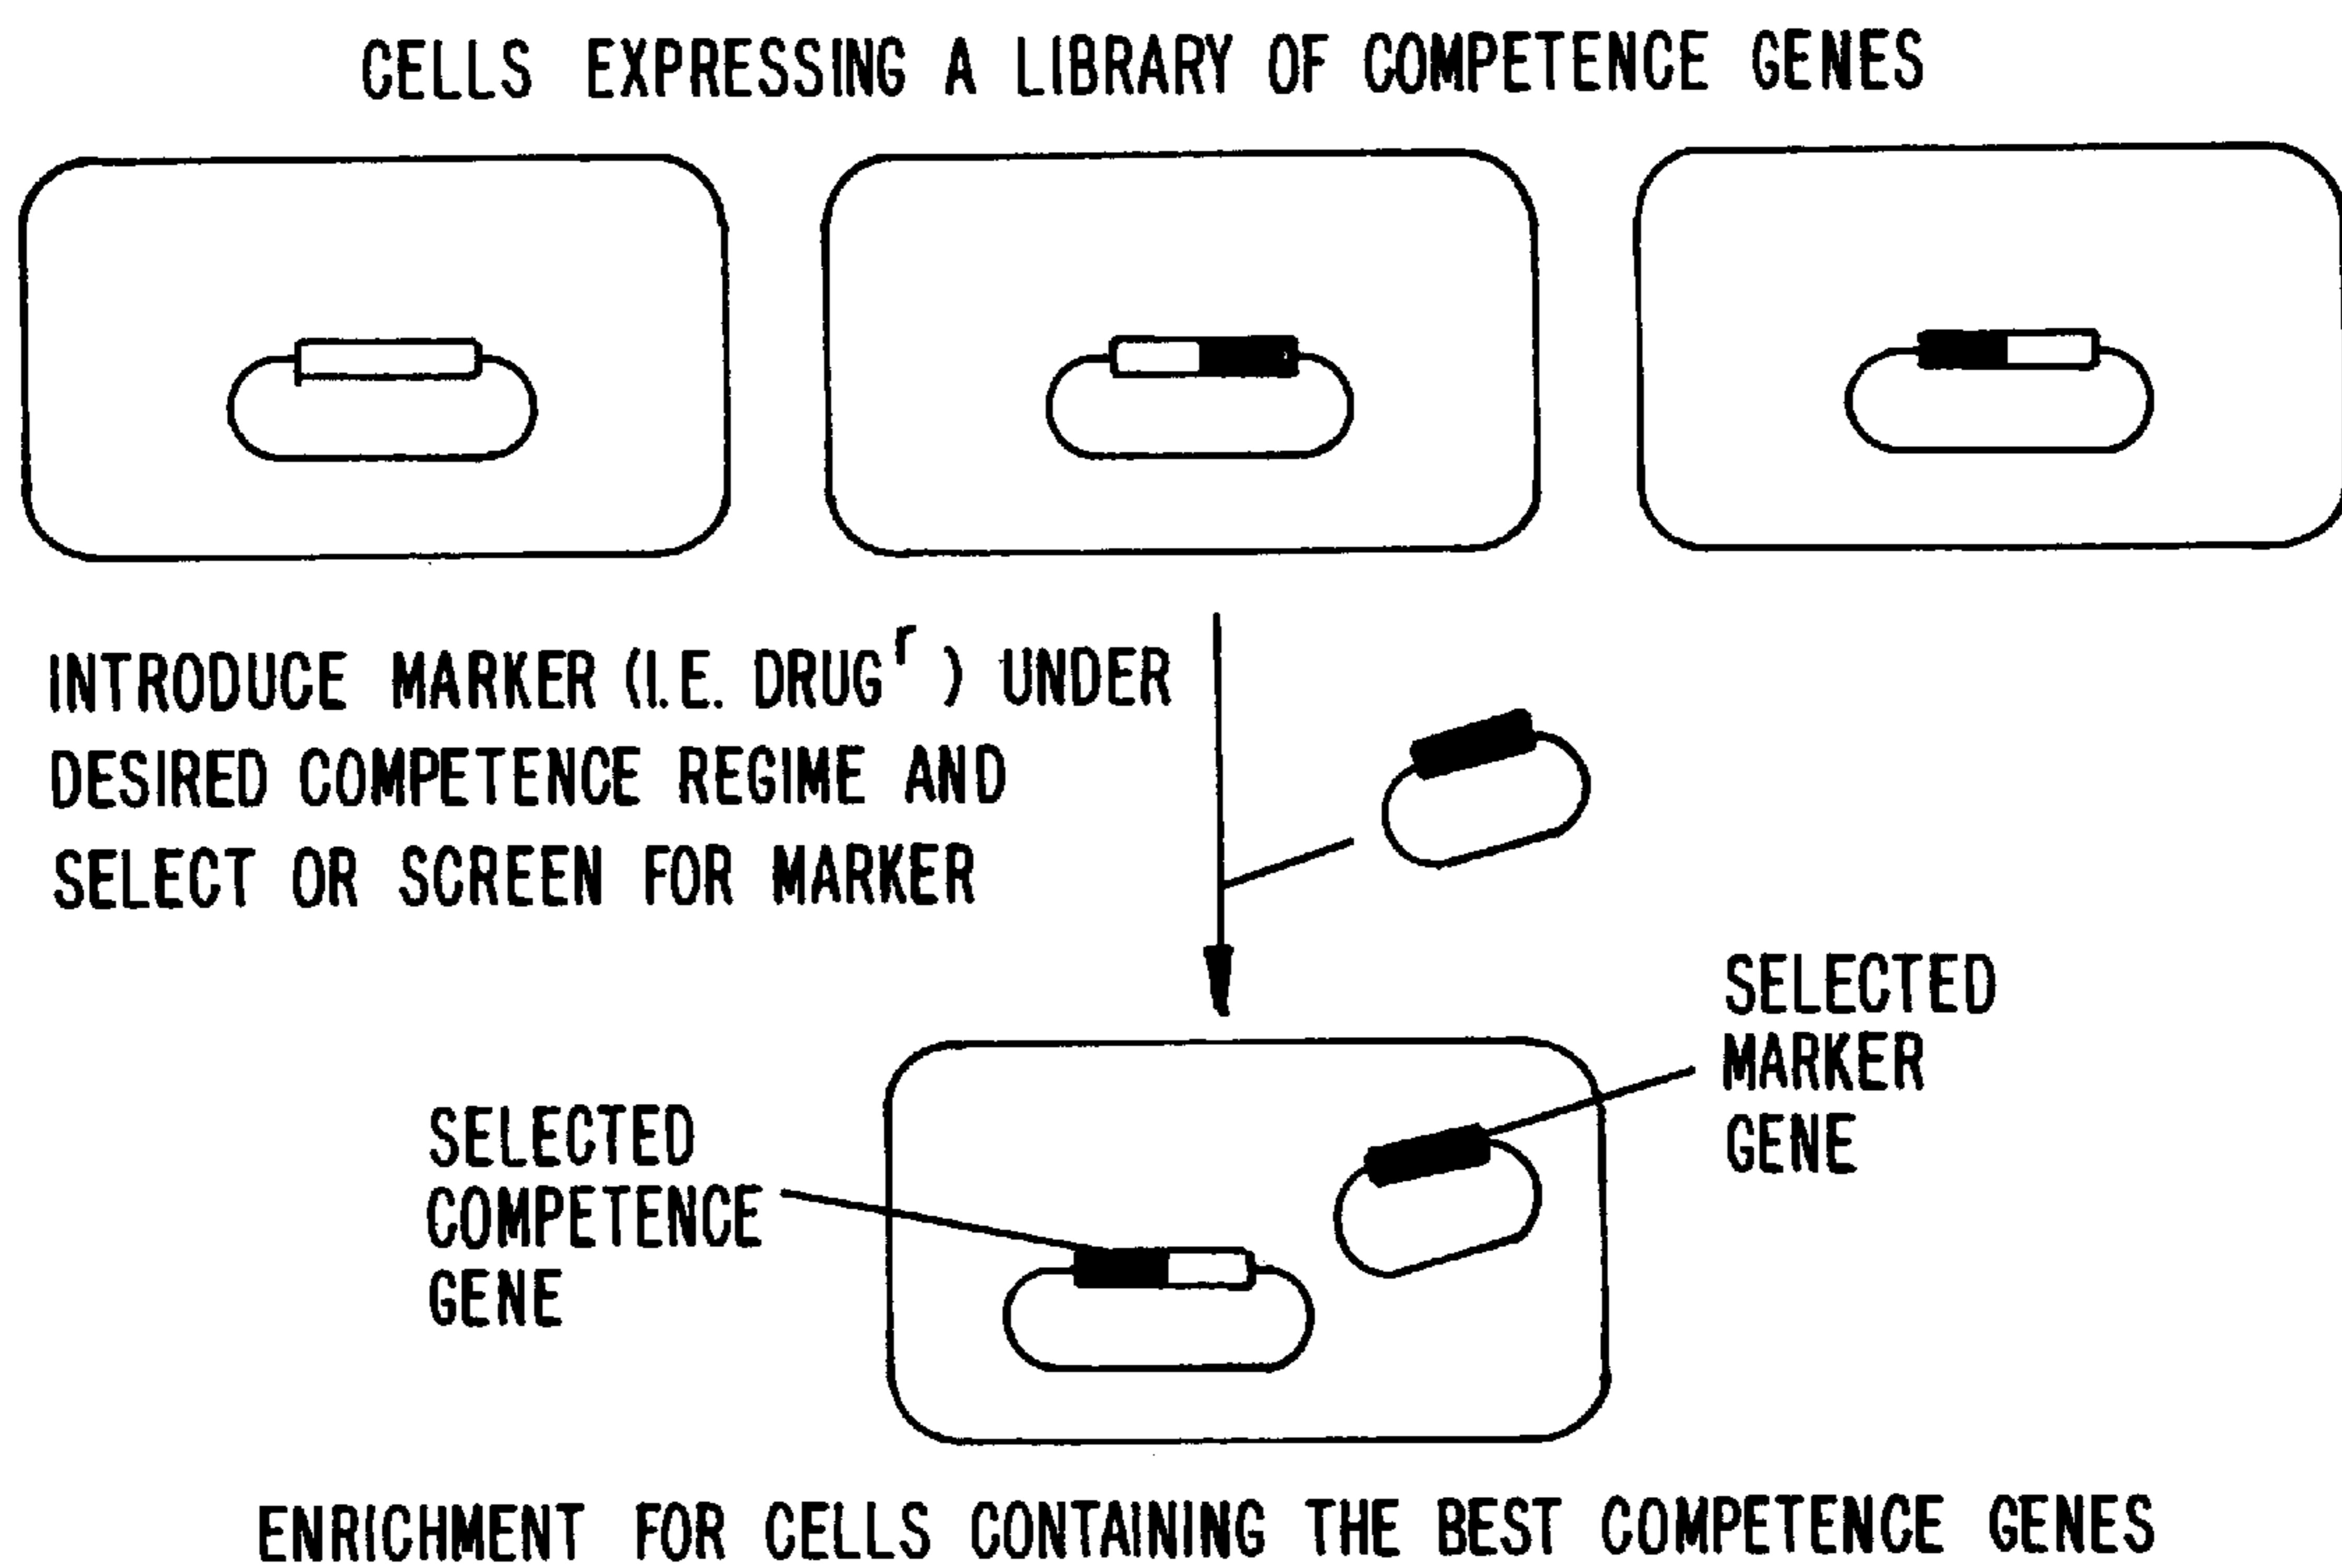 CELLS EXPRESSING A LIBRARY OF COMPETENCE GENES
INTRODUCE MARKER (I.E. DRUGʳ) UNDER
DESIRED COMPETENCE REGIME AND
SELECT OR SCREEN FOR MARKER
SELECTED
MARKER
GENE
SELECTED
COMPETENCE
GENE
ENRICHMENT FOR CELLS CONTAINING THE BEST COMPETENCE GENES